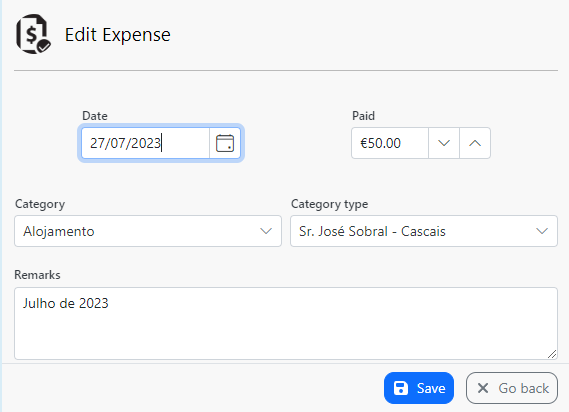 Edit Expense
Date
Paid
27/07/2023
€50.00
Category
Category type
Alojamento
Sr. José Sobral - Cascais
Remarks
Julho de 2023
Save
Go back